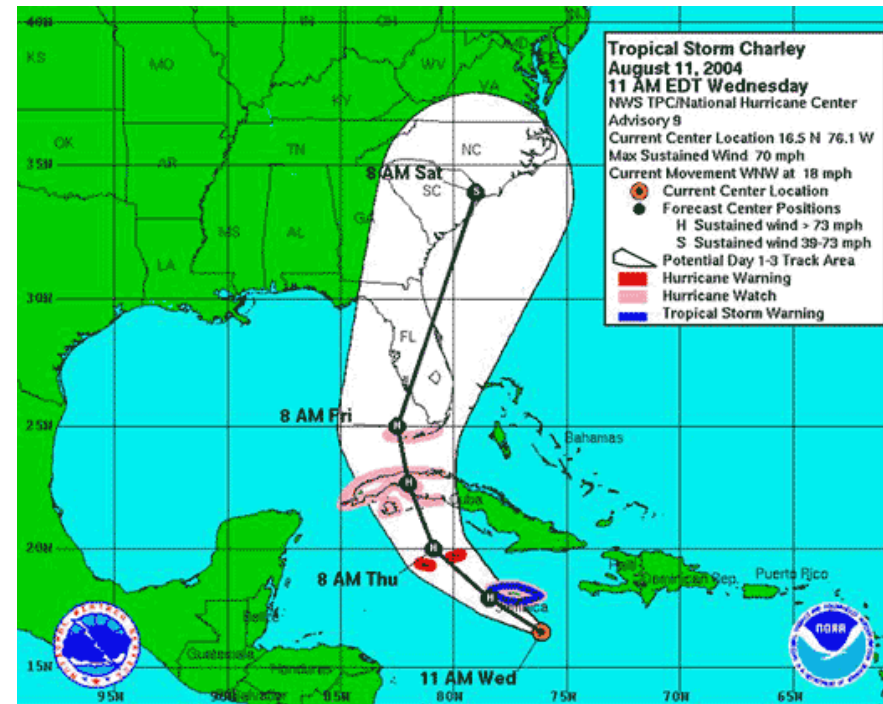 Tropical Storm Charley
August 11, 2004
11 AM EDT Wednesday
NWS TPC/National Hurricane Center
Advisory 9
Current Center Location 16.5 N 76.1 W
Max Sustained Wind 70 mph
Current Movement WNW at 18 mph
Current Center Location
Forecast Center Positions
H Sustained wind > 73 mph
S Sustained wind 39-73 mph
Potential Day 1-3 Track Area
Hurricane Warning
Hurricane Watch
Tropical Storm Warning
40N
KS
MO
IN
OH
NJ
WV
VA
KY
OK
AR
TN
NC
35N
8 AM Sat
S
SC
GA
MS
AL
LA
30N
FL
25N
8 AM Fri
H
Bahamas
H
Cuba
20N
H
8 AM Thu
Haiti
Dominican Rep.
Puerto Rico
H
Jamaica
Belize
NOAA
Guatemala
Honduras
15N
11 AM Wed
95W
90W
85W
80W
75W
70W
65W